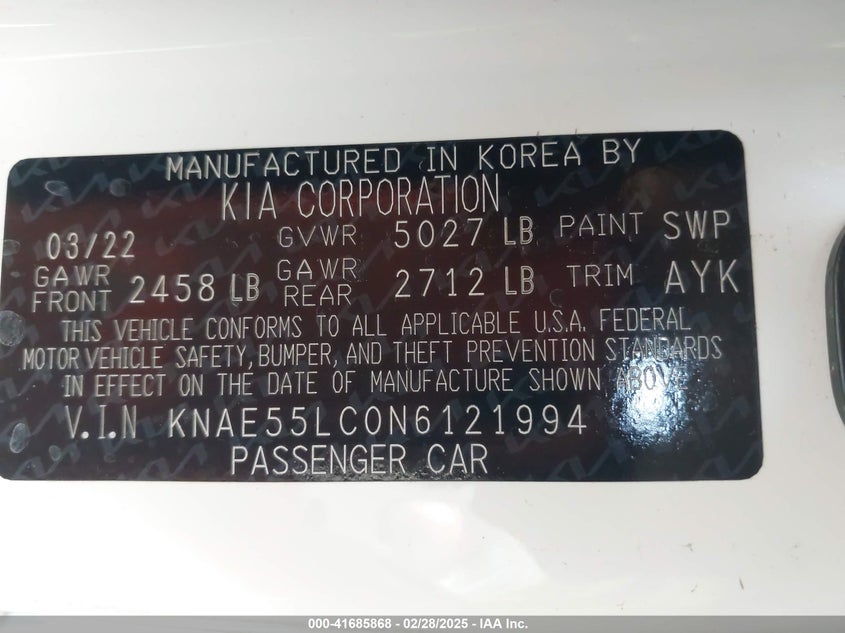 MANUFACTURED IN KOREA BY
KIA CORPORATION
03/22 GVWR 5027 LB PAINT SWP
GAWR FRONT 2458 LB GAWR REAR 2712 LB TRIM AYK
THIS VEHICLE CONFORMS TO ALL APPLICABLE U.S.A. FEDERAL
MOTOR VEHICLE SAFETY, BUMPER, AND THEFT PREVENTION STANDARDS
IN EFFECT ON THE DATE OF MANUFACTURE SHOWN ABOVE
V.I.N KNAE55LC0N6121994
PASSENGER CAR
000-41685868 - 02/28/2025 - IAA Inc.